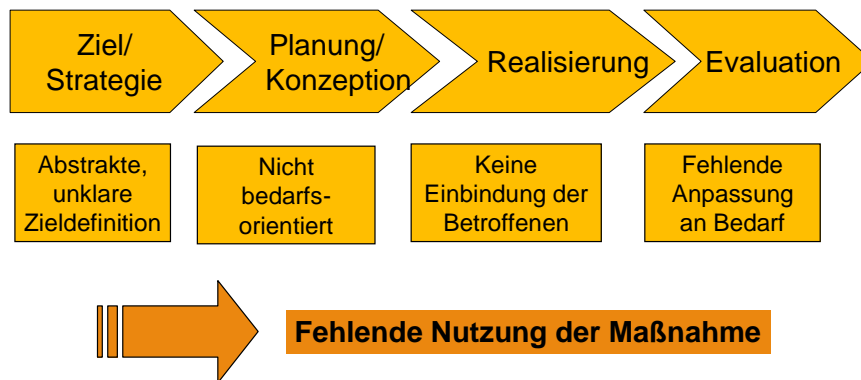 Ziel/
Strategie
Planung/
Konzeption
Realisierung
Evaluation
Abstrakte,
unklare
Zieldefinition
Nicht
bedarfs-
orientiert
Keine
Einbindung der
Betroffenen
Fehlende
Anpassung
an Bedarf
Fehlende Nutzung der Maßnahme